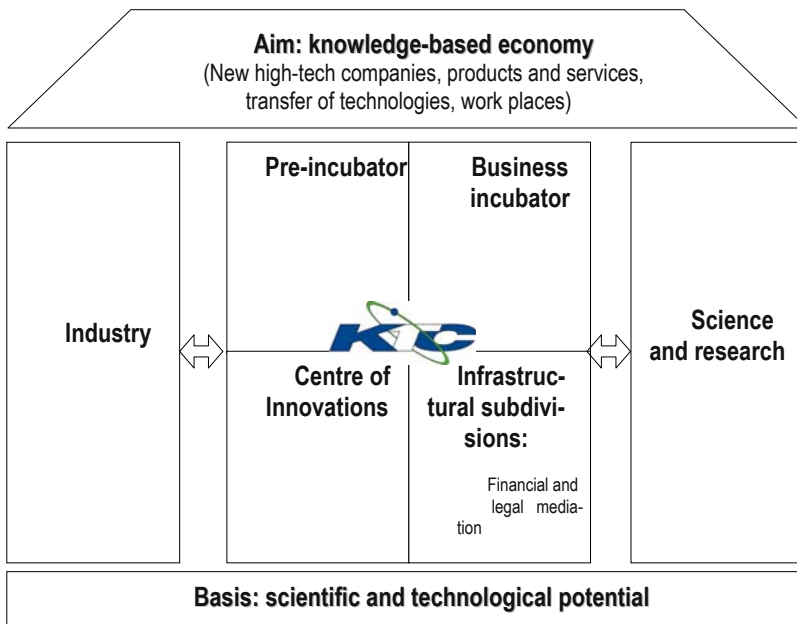 Aim: knowledge-based economy
(New high-tech companies, products and services,
transfer of technologies, work places)
Industry
Pre-incubator
Business
incubator
KTC
Centre of
Innovations
Infrastruc-
tural subdivi-
sions:
Financial and
legal media-
tion
Science
and research
Basis: scientific and technological potential